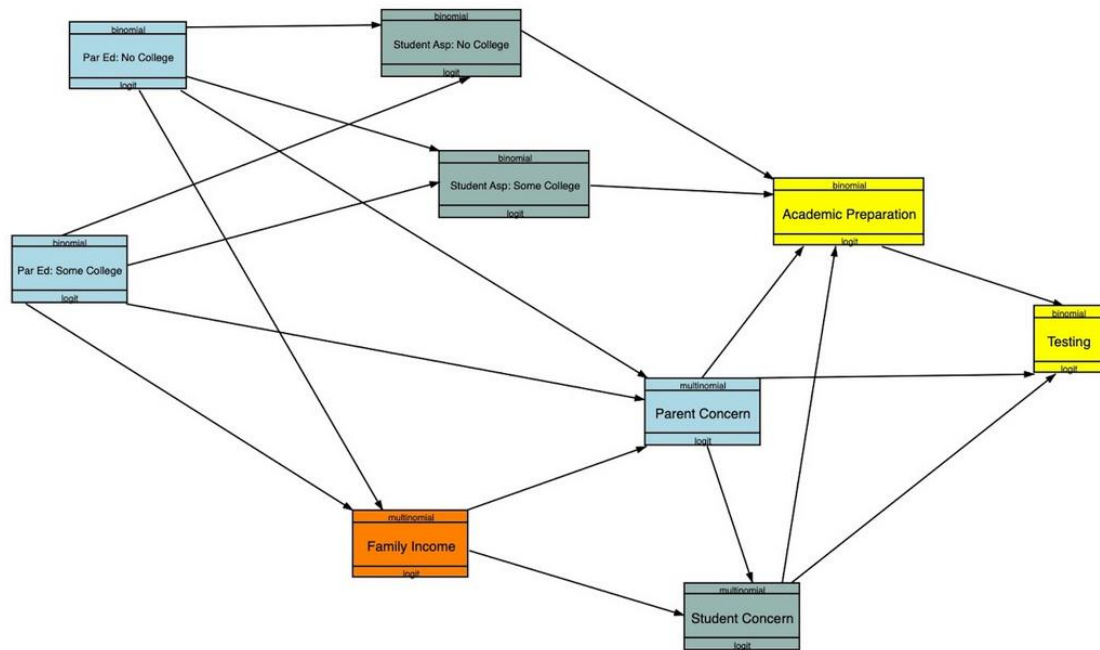 binomial
Student Asp: No College
logit
binomial
Par Ed: No College
logit
binomial
Student Asp: Some College
logit
binomial
Academic Preparation
logit
binomial
Par Ed: Some College
logit
binomial
Testing
logit
multinomial
Parent Concern
logit
multinomial
Family Income
logit
multinomial
Student Concern
logit